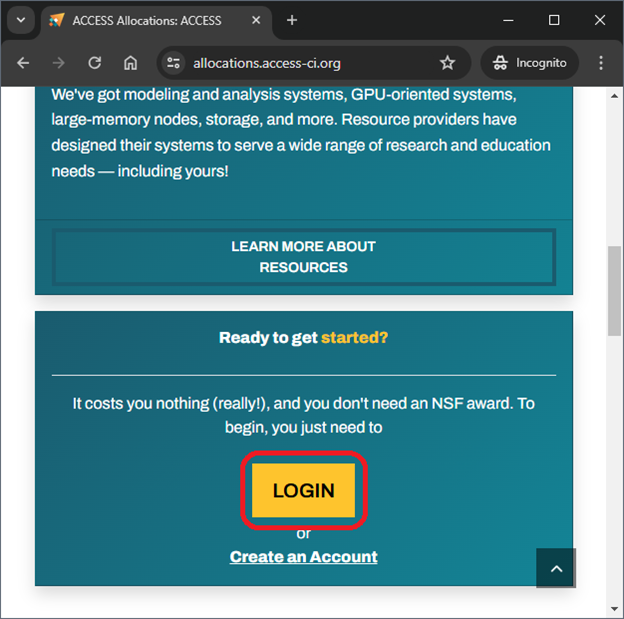 ACCESS Allocations: ACCESS
allocations.access-ci.org
Incognito
We've got modeling and analysis systems, GPU-oriented systems,
large-memory nodes, storage, and more. Resource providers have
designed their systems to serve a wide range of research and education
needs — including yours!
LEARN MORE ABOUT
RESOURCES
Ready to get started?
It costs you nothing (really!), and you don't need an NSF award. To
begin, you just need to
LOGIN
or
Create an Account